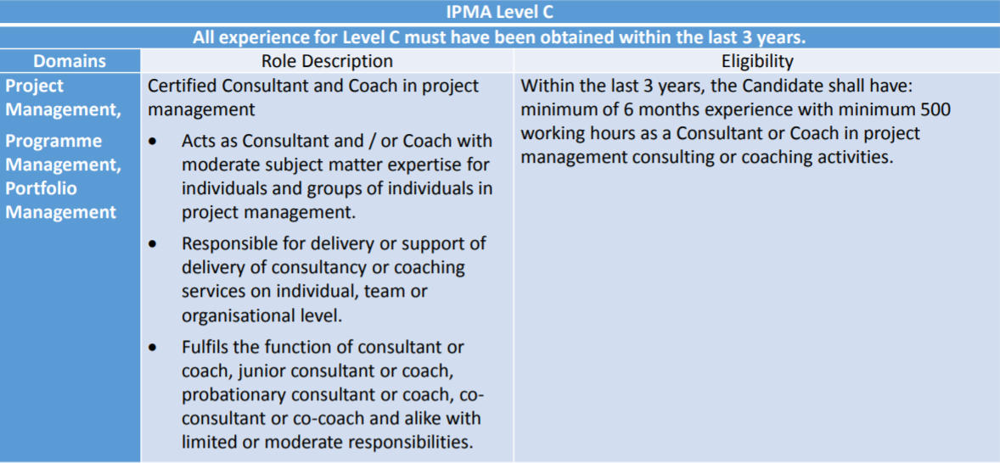 IPMA Level C
All experience for Level C must have been obtained within the last 3 years.
Domains
Role Description
Eligibility
Project
Management,
Programme
Management,
Portfolio
Management
Certified Consultant and Coach in project
management
• Acts as Consultant and / or Coach with
moderate subject matter expertise for
individuals and groups of individuals in
project management.
• Responsible for delivery or support of
delivery of consultancy or coaching
services on individual, team or
organisational level.
• Fulfils the function of consultant or
coach, junior consultant or coach,
probationary consultant or coach, co-
consultant or co-coach and alike with
limited or moderate responsibilities.
Within the last 3 years, the Candidate shall have:
minimum of 6 months experience with minimum 500
working hours as a Consultant or Coach in project
management consulting or coaching activities.